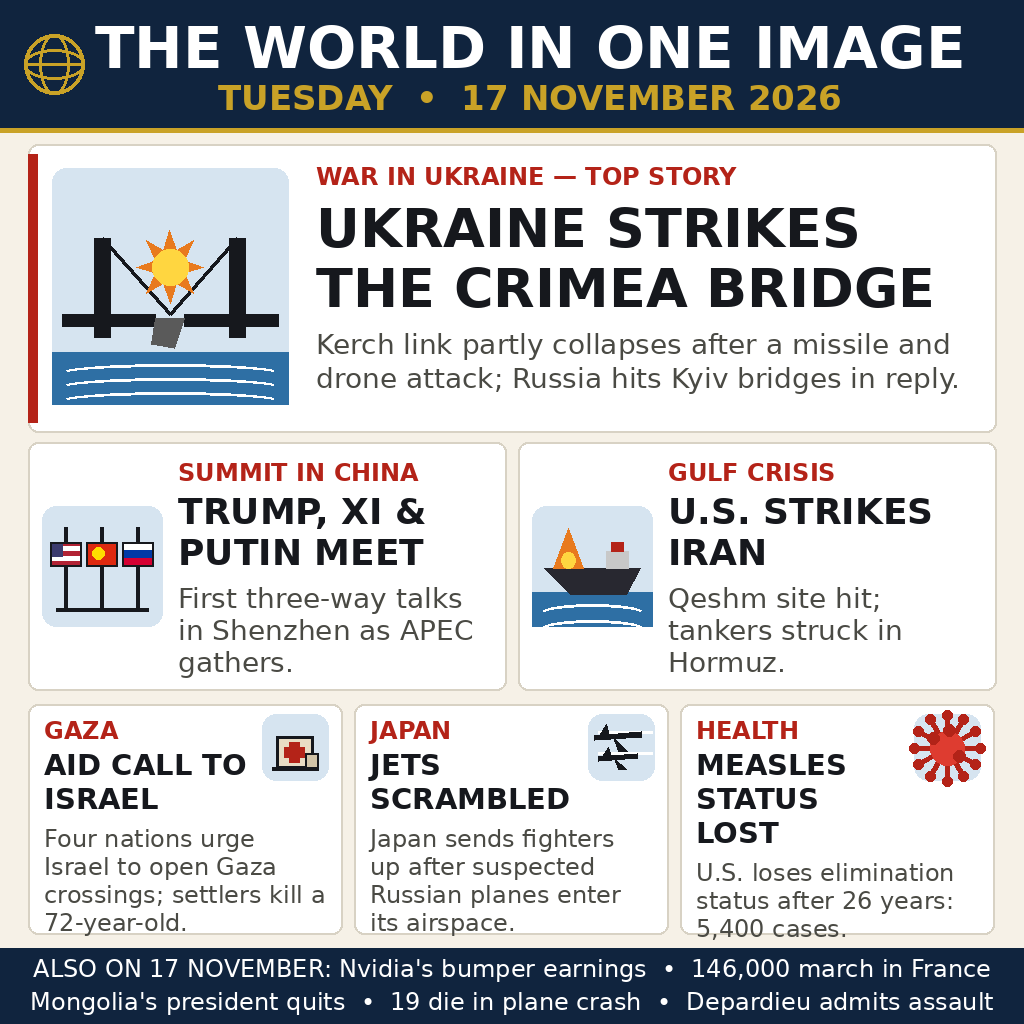 THE WORLD IN ONE IMAGE
TUESDAY • 17 NOVEMBER 2026
WAR IN UKRAINE — TOP STORY
UKRAINE STRIKES
THE CRIMEA BRIDGE
Kerch link partly collapses after a missile and
drone attack; Russia hits Kyiv bridges in reply.
SUMMIT IN CHINA
TRUMP, XI &
PUTIN MEET
First three-way talks
in Shenzhen as APEC
gathers.
GULF CRISIS
U.S. STRIKES
IRAN
Qeshm site hit;
tankers struck in
Hormuz.
GAZA
AID CALL TO
ISRAEL
Four nations urge
Israel to open Gaza
crossings; settlers kill a
72-year-old.
JAPAN
JETS
SCRAMBLED
Japan sends fighters
up after suspected
Russian planes enter
its airspace.
HEALTH
MEASLES
STATUS
LOST
U.S. loses elimination
status after 26 years:
5,400 cases.
ALSO ON 17 NOVEMBER: Nvidia's bumper earnings • 146,000 march in France
Mongolia's president quits • 19 die in plane crash • Depardieu admits assault